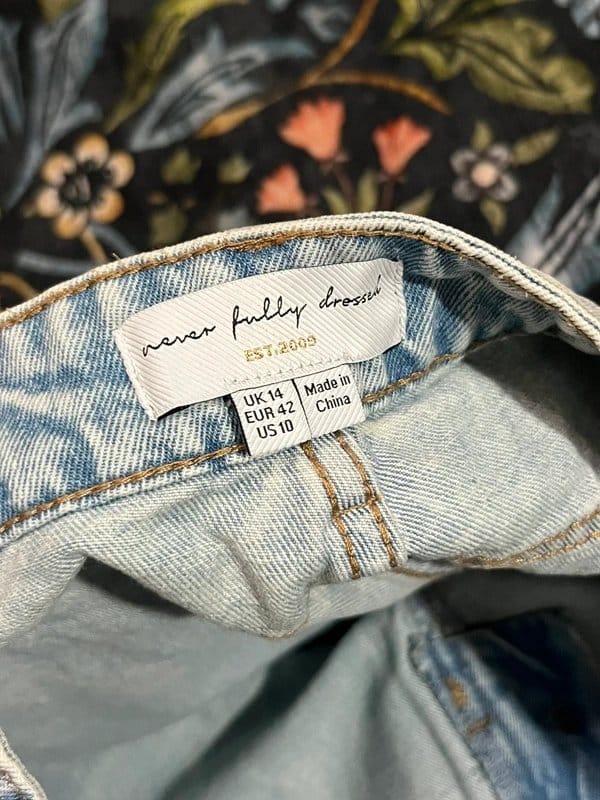 never fully dressed
EST.2009
UK 14
EUR 42
US 10
Made in
China